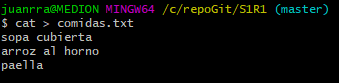 juanrra@MEDION MINGW64 /c/repoGit/S1R1 (master)
$ cat > comidas.txt
sopa cubierta
arroz al horno
paella